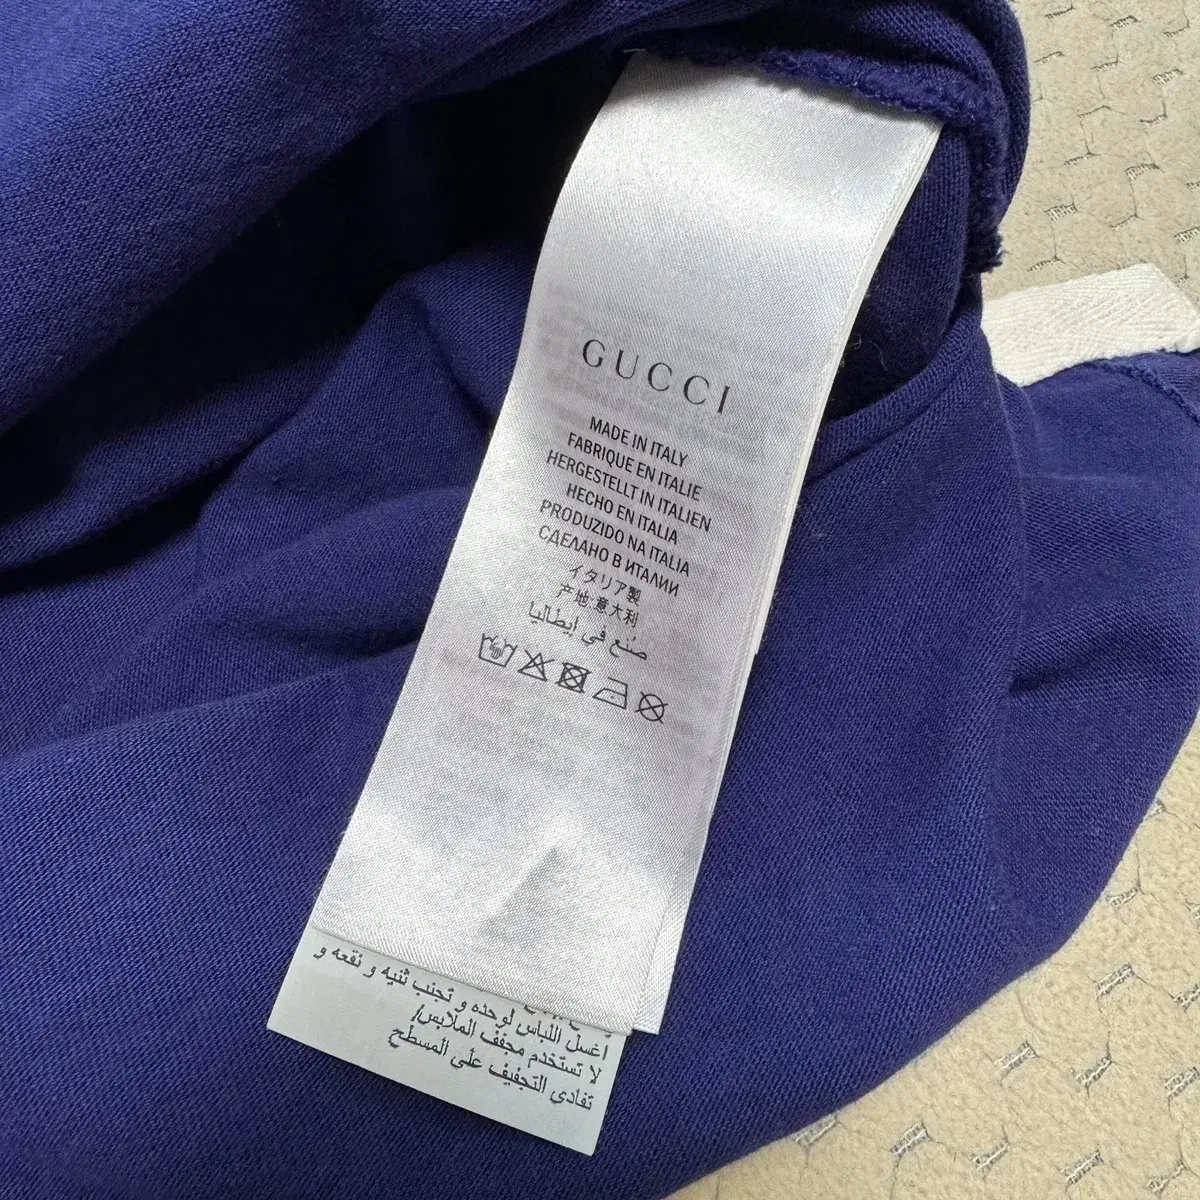 GUCCI
MADE IN ITALY
FABRIQUE EN ITALIE
HERGESTELLT IN ITALIEN
HECHO EN ITALIA
PRODUZIDO NA ITALIA
СДЕЛАНО В ИТАЛИИ
イタリア製
产地:意大利
صنع في إيطاليا
اغسل اللباس لوحده و تجنب ثنيه و نقعه و
لا تستخدم مجفف الملابس/
تفادي التجفيف على المسطح